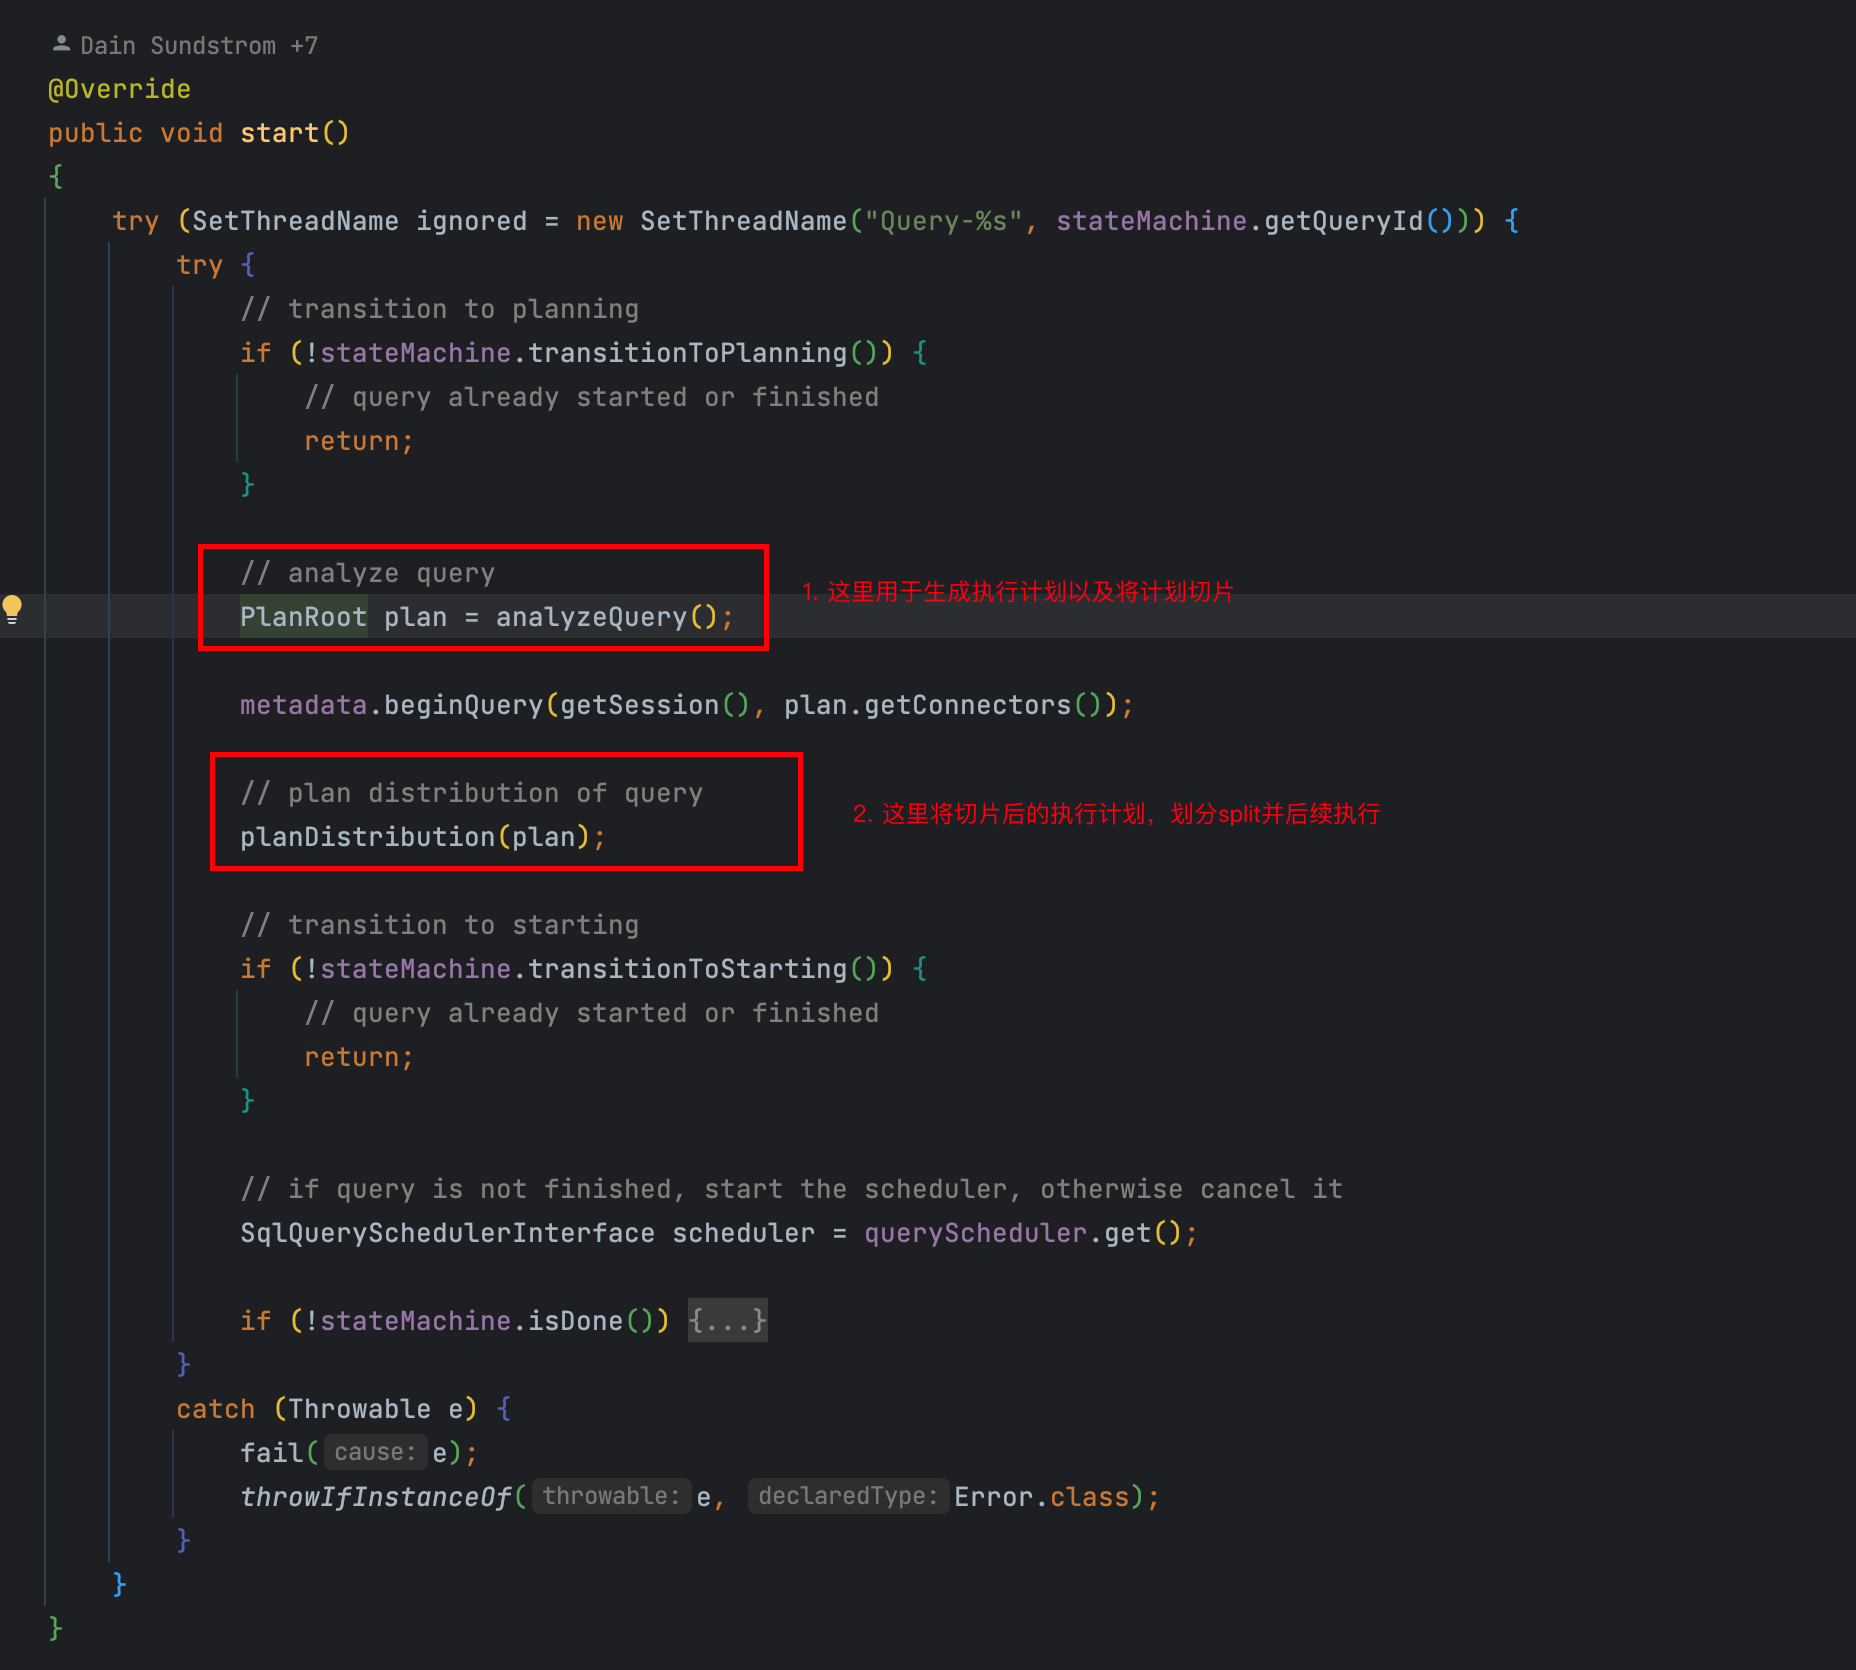 Dain Sundstrom +7
@Override
public void start()
{
try (SetThreadName ignored = new SetThreadName("Query-%s", stateMachine.getQueryId())) {
try {
// transition to planning
if (!stateMachine.transitionToPlanning()) {
// query already started or finished
return;
}
// analyze query
1. 这里用于生成执行计划以及将计划切片
PlanRoot plan = analyzeQuery();
metadata.beginQuery(getSession(), plan.getConnectors());
// plan distribution of query
2. 这里将切片后的执行计划，划分split并后续执行
planDistribution(plan);
// transition to starting
if (!stateMachine.transitionToStarting()) {
// query already started or finished
return;
}
// if query is not finished, start the scheduler, otherwise cancel it
SqlQuerySchedulerInterface scheduler = queryScheduler.get();
if (!stateMachine.isDone()) {...}
}
catch (Throwable e) {
fail( cause: e);
throwIfInstanceOf( throwable: e, declaredType: Error.class);
}
}
}